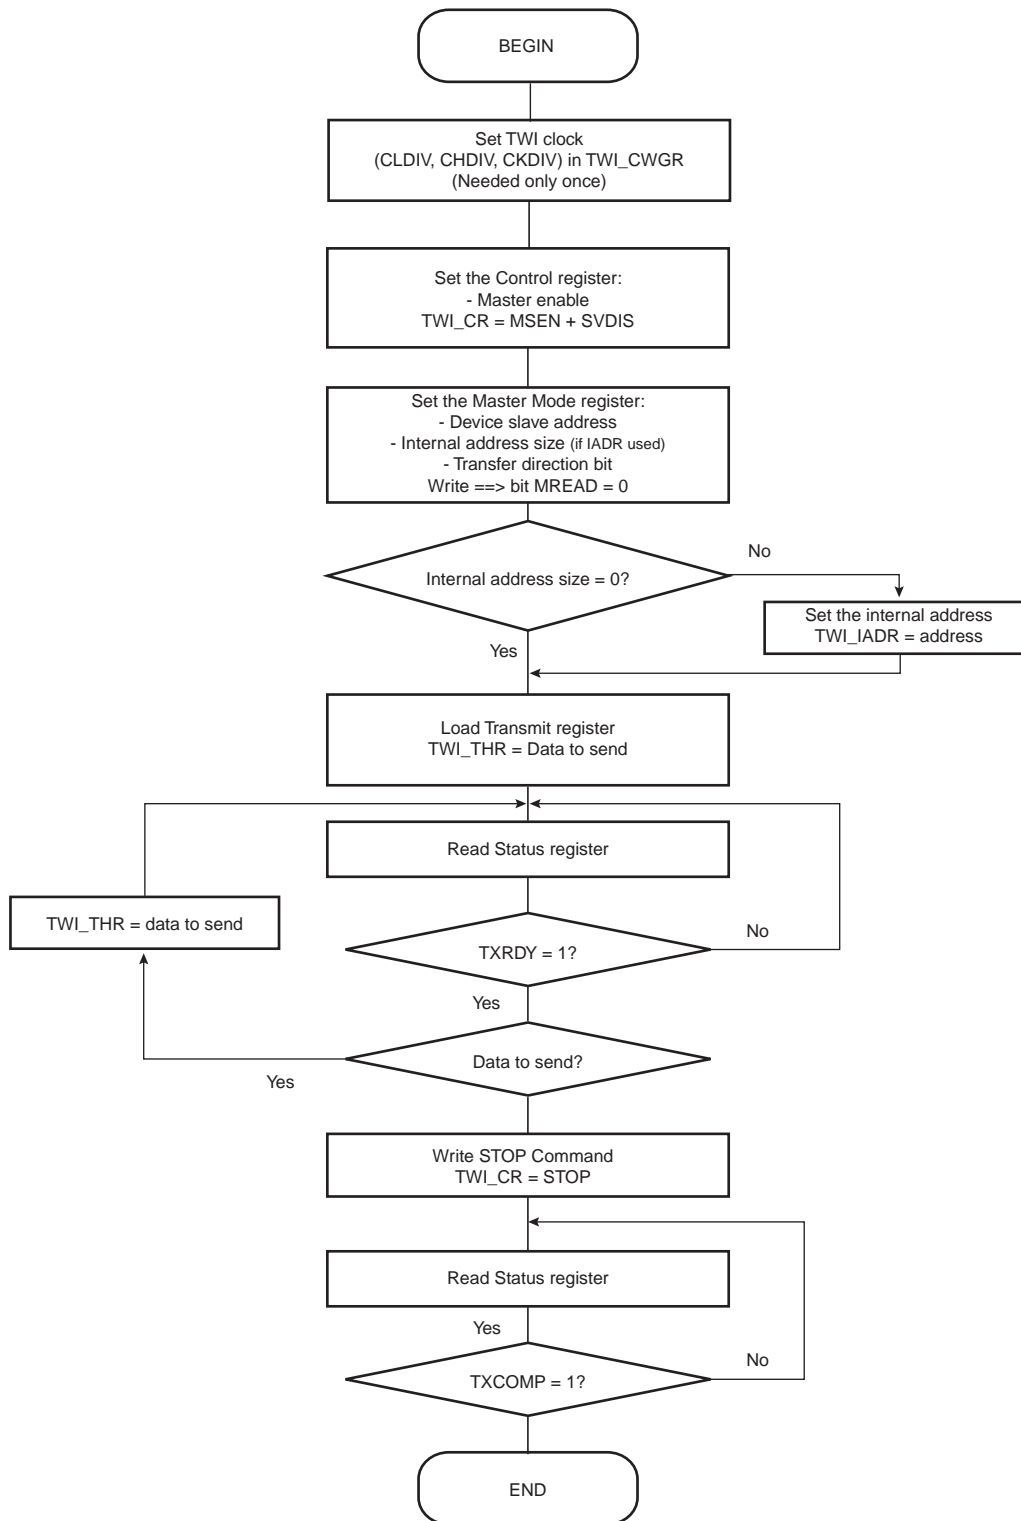 BEGIN
Set TWI clock
(CLDIV, CHDIV, CKDIV) in TWI_CWGR
(Needed only once)
Set the Control register:
- Master enable
TWI_CR = MSEN + SVDIS
Set the Master Mode register:
- Device slave address
- Internal address size (if IADR used)
- Transfer direction bit
Write ==> bit MREAD = 0
No
Internal address size = 0?
Set the internal address
TWI_IADR = address
Yes
Load Transmit register
TWI_THR = Data to send
Read Status register
TWI_THR = data to send
No
TXRDY = 1?
Yes
Data to send?
Yes
Write STOP Command
TWI_CR = STOP
Read Status register
Yes
No
TXCOMP = 1?
END